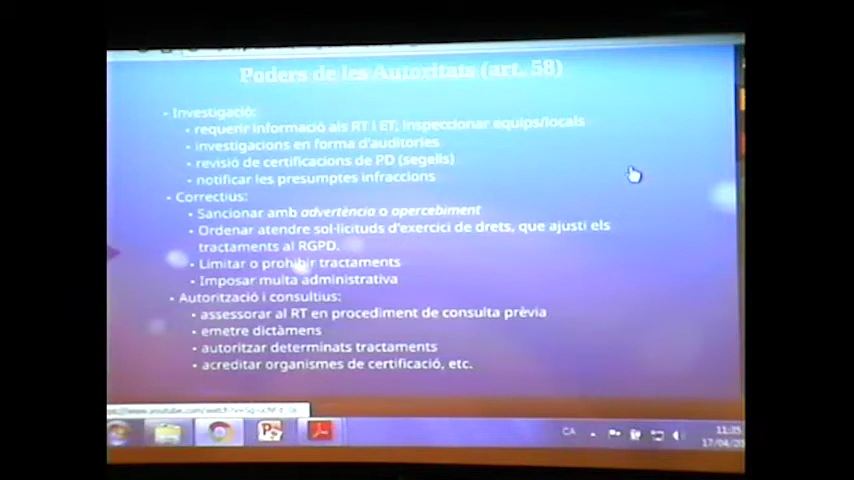 Poders de les Autoritats (art. 58)
- Investigació:
• requerir informació als RT i ET, inspeccionar equips/locals
• investigacions en forma d'auditories
• revisió de certificacions de PD (segells)
• notificar les presumptes infraccions
• Correctius:
• Sancionar amb advertència o apercebiment
• Ordenar atendre sol·licituds d'exercici de drets, que ajusti els
tractaments al RGPD.
• Limitar o prohibir tractaments
• Imposar multa administrativa
• Autorització i consultius:
• assessorar al RT en procediment de consulta prèvia
• emetre dictàmens
• autoritzar determinats tractaments
• acreditar organismes de certificació, etc.
CA
11:35
17/04/20